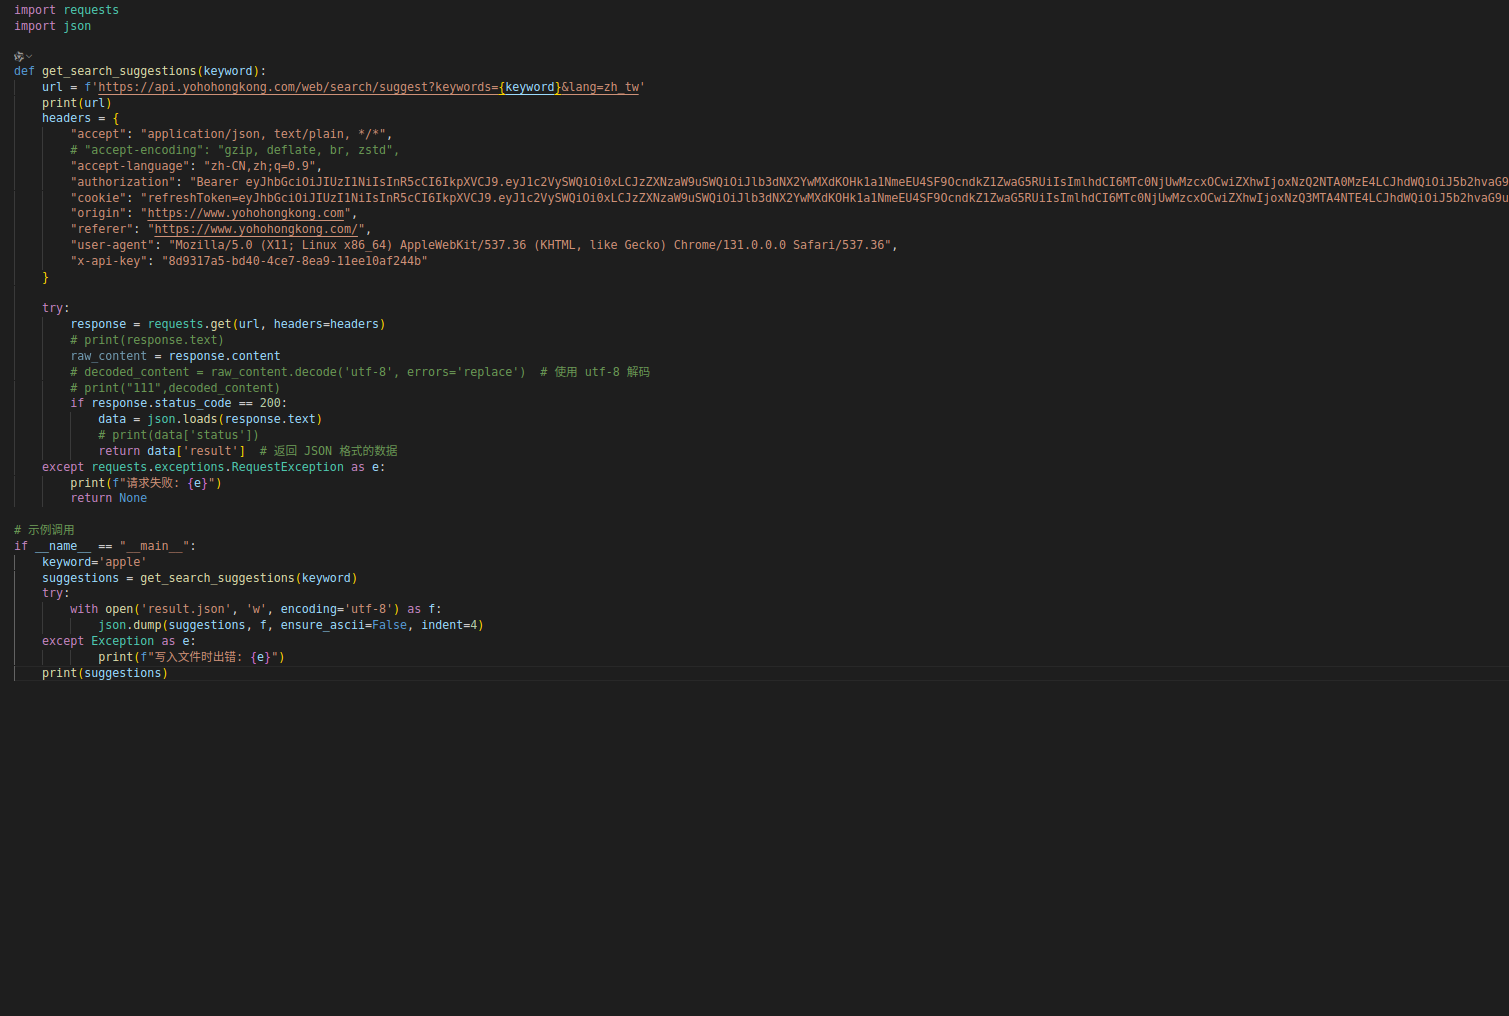 import requests
import json
def get_search_suggestions(keyword):
    url = f'https://api.yohohongkong.com/web/search/suggest?keywords={keyword}&lang=zh_tw'
    print(url)
    headers = {
        "accept": "application/json, text/plain, */*",
        # "accept-encoding": "gzip, deflate, br, zstd",
        "accept-language": "zh-CN,zh;q=0.9",
        "authorization": "Bearer
        "cookie":
        "origin": "https://www.yohohongkong.com",
        "referer": "https://www.yohohongkong.com/",
        "user-agent": "Mozilla/5.0 (X11; Linux x86_64) AppleWebKit/537.36 (KHTML, like Gecko) Chrome/131.0.0.0 Safari/537.36",
        "x-api-key": "8d9317a5-bd40-4ce7-8ea9-11ee10af244b"
    }
    try:
        response = requests.get(url, headers=headers)
        # print(response.text)
        raw_content = response.content
        # decoded_content = raw_content.decode('utf-8', errors='replace')  # 使用 utf-8 解码
        # print("111",decoded_content)
        if response.status_code == 200:
            data = json.loads(response.text)
            # print(data['status'])
            return data['result']  # 返回 JSON 格式的数据
    except requests.exceptions.RequestException as e:
        print(f"请求失败: {e}")
        return None
# 示例调用
if __name__ == "__main__":
    keyword='apple'
    suggestions = get_search_suggestions(keyword)
    try:
        with open('result.json', 'w', encoding='utf-8') as f:
            json.dump(suggestions, f, ensure_ascii=False, indent=4)
    except Exception as e:
            print(f"写入文件时出错: {e}")
    print(suggestions)